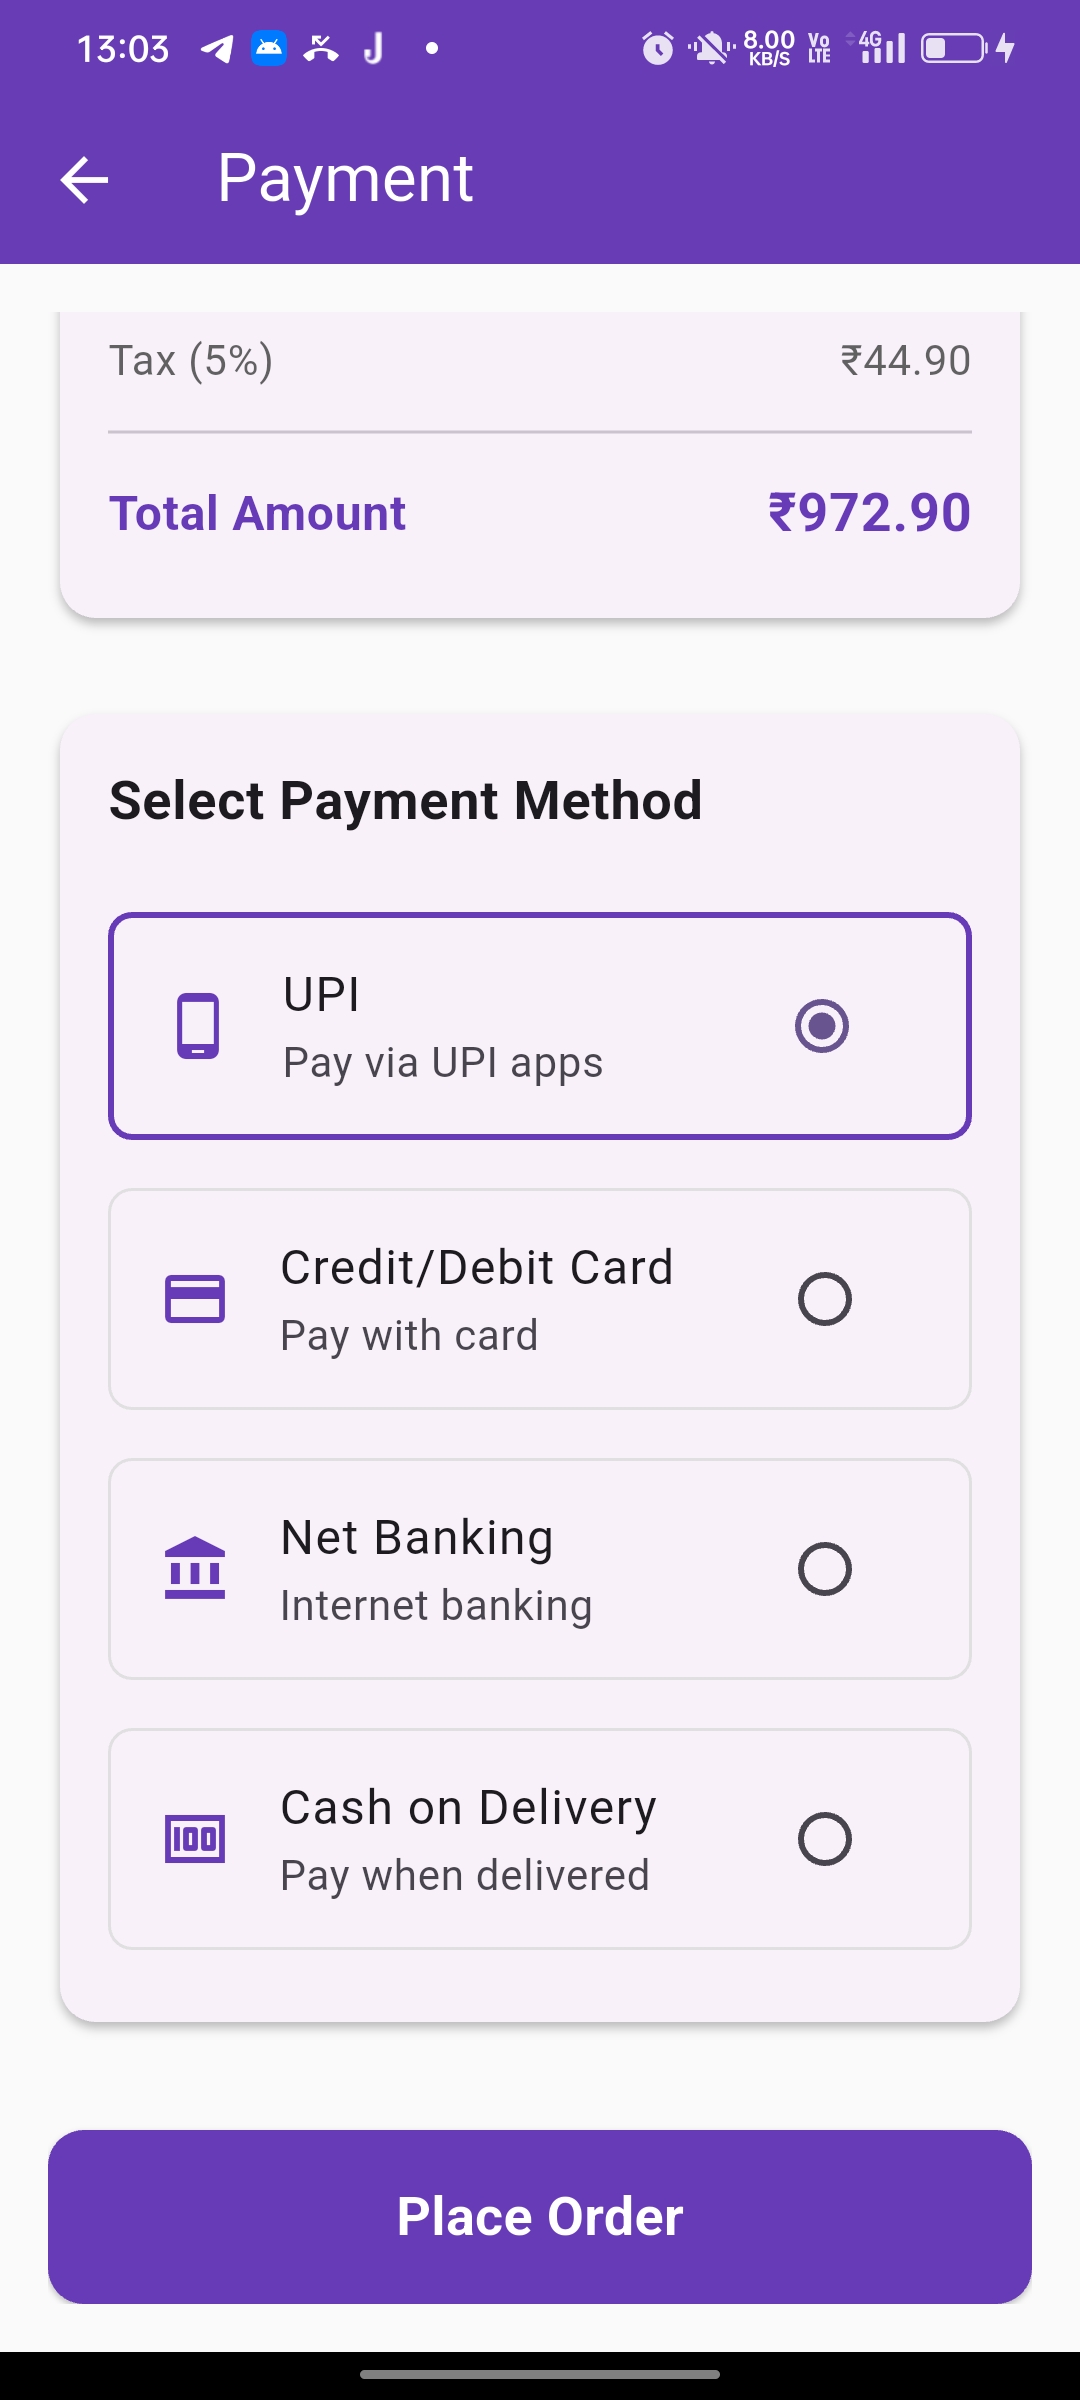 13:03 8.00 KB/S Vo LTE 4G
Payment
Tax (5%) ₹44.90
Total Amount ₹972.90
Select Payment Method
UPI
Pay via UPI apps
Credit/Debit Card
Pay with card
Net Banking
Internet banking
100
Cash on Delivery
Pay when delivered
Place Order